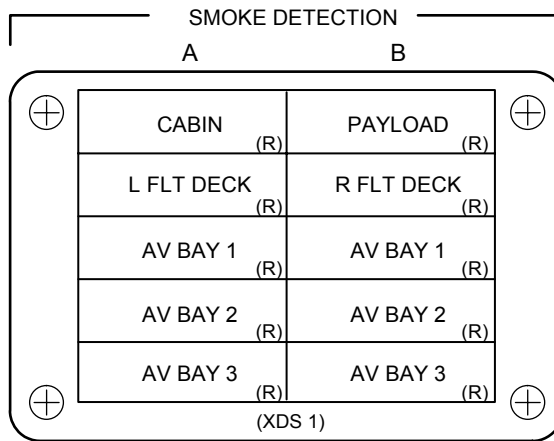 SMOKE DETECTION
A B
CABIN (R) PAYLOAD (R)
L FLT DECK (R) R FLT DECK (R)
AV BAY 1 (R) AV BAY 1 (R)
AV BAY 2 (R) AV BAY 2 (R)
AV BAY 3 (R) AV BAY 3 (R)
(XDS 1)